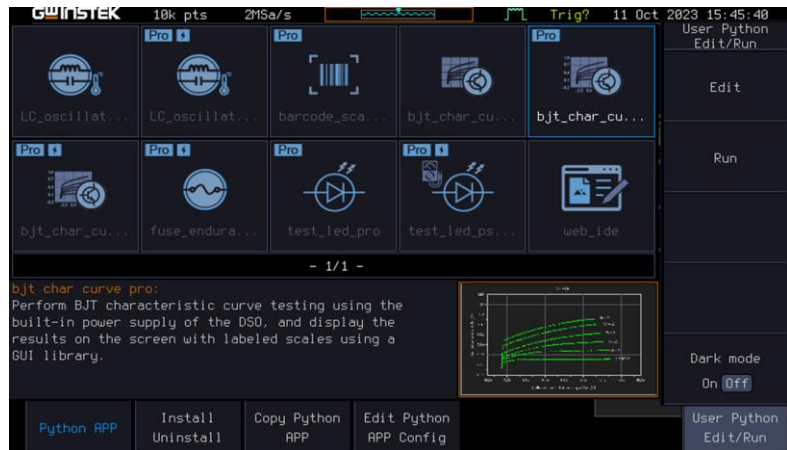 GWINSTEK 10k pts 2MSa/s Trig? 11 Oct 2023 15:45:40
User Python
Edit/Run
Pro
Pro
Pro
LC_oscillat...
LC_oscillat...
barcode_sca...
bjt_char_cu...
bjt_char_cu...
Edit
Run
Pro
Pro
Pro
Pro
bjt_char_cu...
fuse_endura...
test_led_pro
test_led_ps...
web_ide
- 1/1 -
bjt char curve pro:
Perform BJT characteristic curve testing using the
built-in power supply of the DSO, and display the
results on the screen with labeled scales using a
GUI library.
Dark mode
On Off
Python APP
Install
Uninstall
Copy Python
APP
Edit Python
APP Config
User Python
Edit/Run